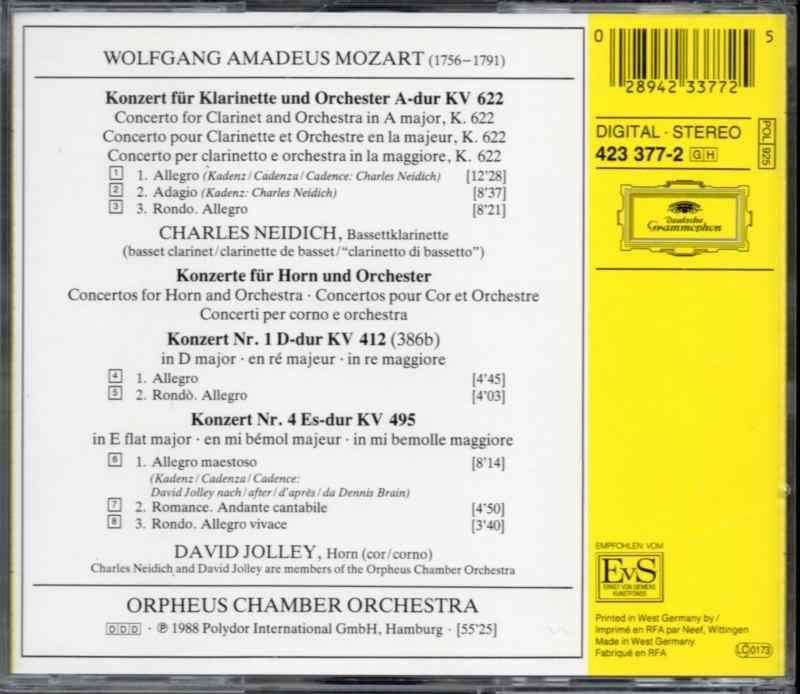 WOLFGANG AMADEUS MOZART (1756–1791)
Konzert für Klarinette und Orchester A-dur KV 622
Concerto for Clarinet and Orchestra in A major, K. 622
Concerto pour Clarinette et Orchestre en la majeur, K. 622
Concerto per clarinetto e orchestra in la maggiore, K. 622
1 1. Allegro (Kadenz/Cadenza/Cadence: Charles Neidich) [12'28]
2 2. Adagio (Kadenz: Charles Neidich) [8'37]
3 3. Rondo. Allegro [8'21]
CHARLES NEIDICH, Bassettklarinette
(basset clarinet/clarinette de basset/"clarinetto di bassetto")
Konzerte für Horn und Orchester
Concertos for Horn and Orchestra · Concertos pour Cor et Orchestre
Concerti per corno e orchestra
Konzert Nr. 1 D-dur KV 412 (386b)
in D major · en ré majeur · in re maggiore
4 1. Allegro [4'45]
5 2. Rondò. Allegro [4'03]
Konzert Nr. 4 Es-dur KV 495
in E flat major · en mi bémol majeur · in mi bemolle maggiore
6 1. Allegro maestoso [8'14]
(Kadenz/Cadenza/Cadence:
David Jolley nach/after/d'après/da Dennis Brain)
7 2. Romance. Andante cantabile [4'50]
8 3. Rondo. Allegro vivace [3'40]
DAVID JOLLEY, Horn (cor/corno)
Charles Neidich and David Jolley are members of the Orpheus Chamber Orchestra
ORPHEUS CHAMBER ORCHESTRA
DDD · ℗ 1988 Polydor International GmbH, Hamburg · [55'25]
0 28942 33772 5
DIGITAL · STEREO
423 377-2 GH
POL 925
Deutsche
Grammophon
EMPFOHLEN VOM
EvS
ERNST VON SIEMENS
KUNSTFONDS
Printed in West Germany by/
Imprimé en RFA par Neef, Wittingen
Made in West Germany
Fabriqué en RFA
LC 0173